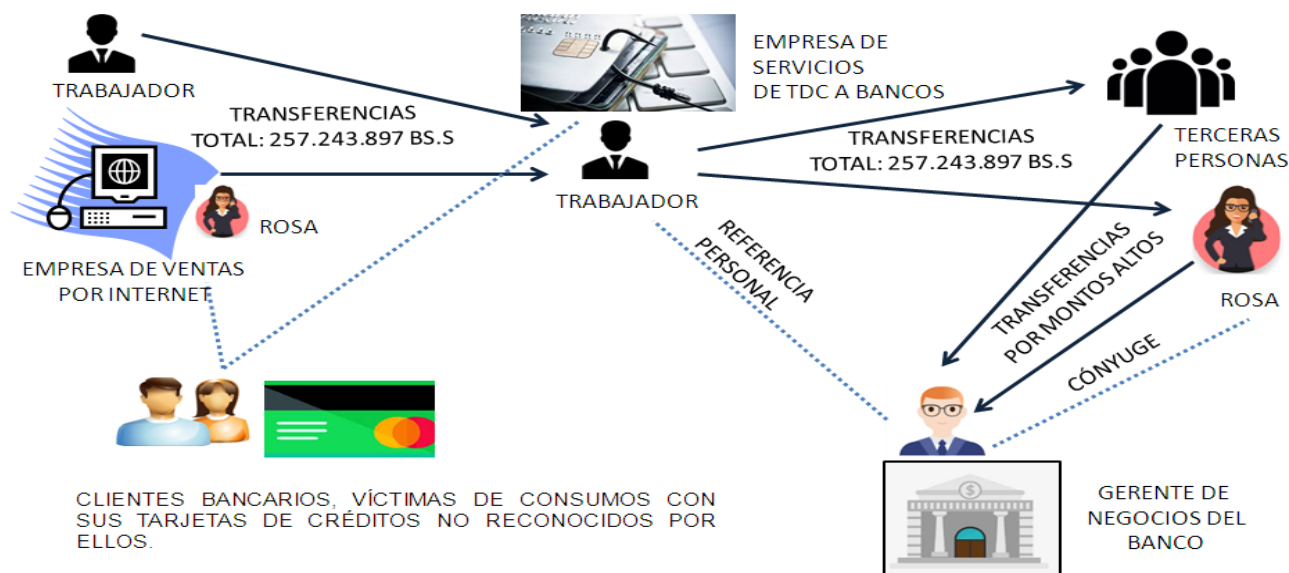 TRABAJADOR
TRANSFERENCIAS
TOTAL: 257.243.897 BS.S
ROSA
EMPRESA DE VENTAS
POR INTERNET
EMPRESA DE
SERVICIOS
DE TDC A BANCOS
TRABAJADOR
TRANSFERENCIAS
TOTAL: 257.243.897 BS.S
TERCERAS
PERSONAS
ROSA
REFERENCIA
PERSONAL
TRANSFERENCIAS
POR MONTOS ALTOS
CÓNYUGE
CLIENTES BANCARIOS, VÍCTIMAS DE CONSUMOS CON
SUS TARJETAS DE CRÉDITOS NO RECONOCIDOS POR
ELLOS.
$
GERENTE DE
NEGOCIOS DEL
BANCO